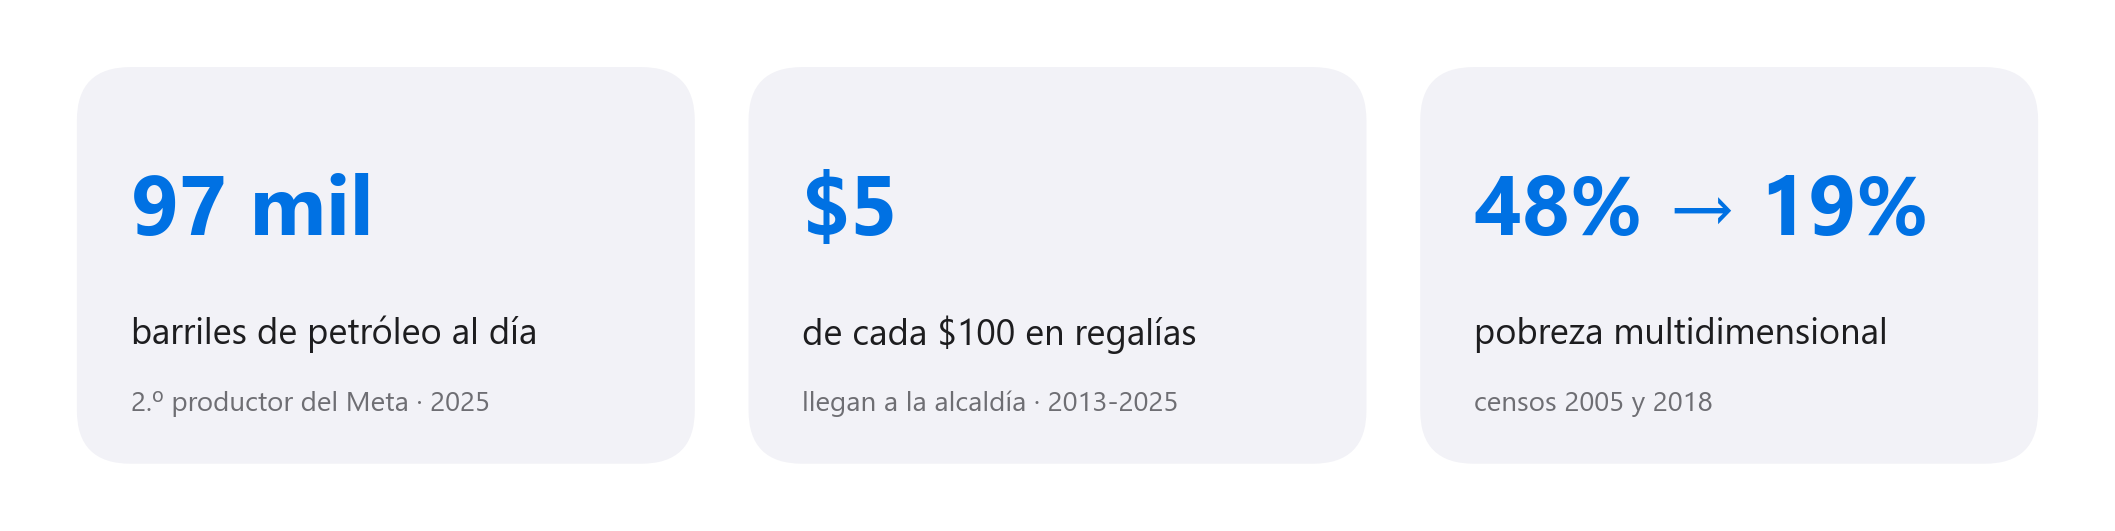 97 mil
barriles de petróleo al día
2.º productor del Meta · 2025
$5
de cada $100 en regalías
llegan a la alcaldía · 2013-2025
48% → 19%
pobreza multidimensional
censos 2005 y 2018